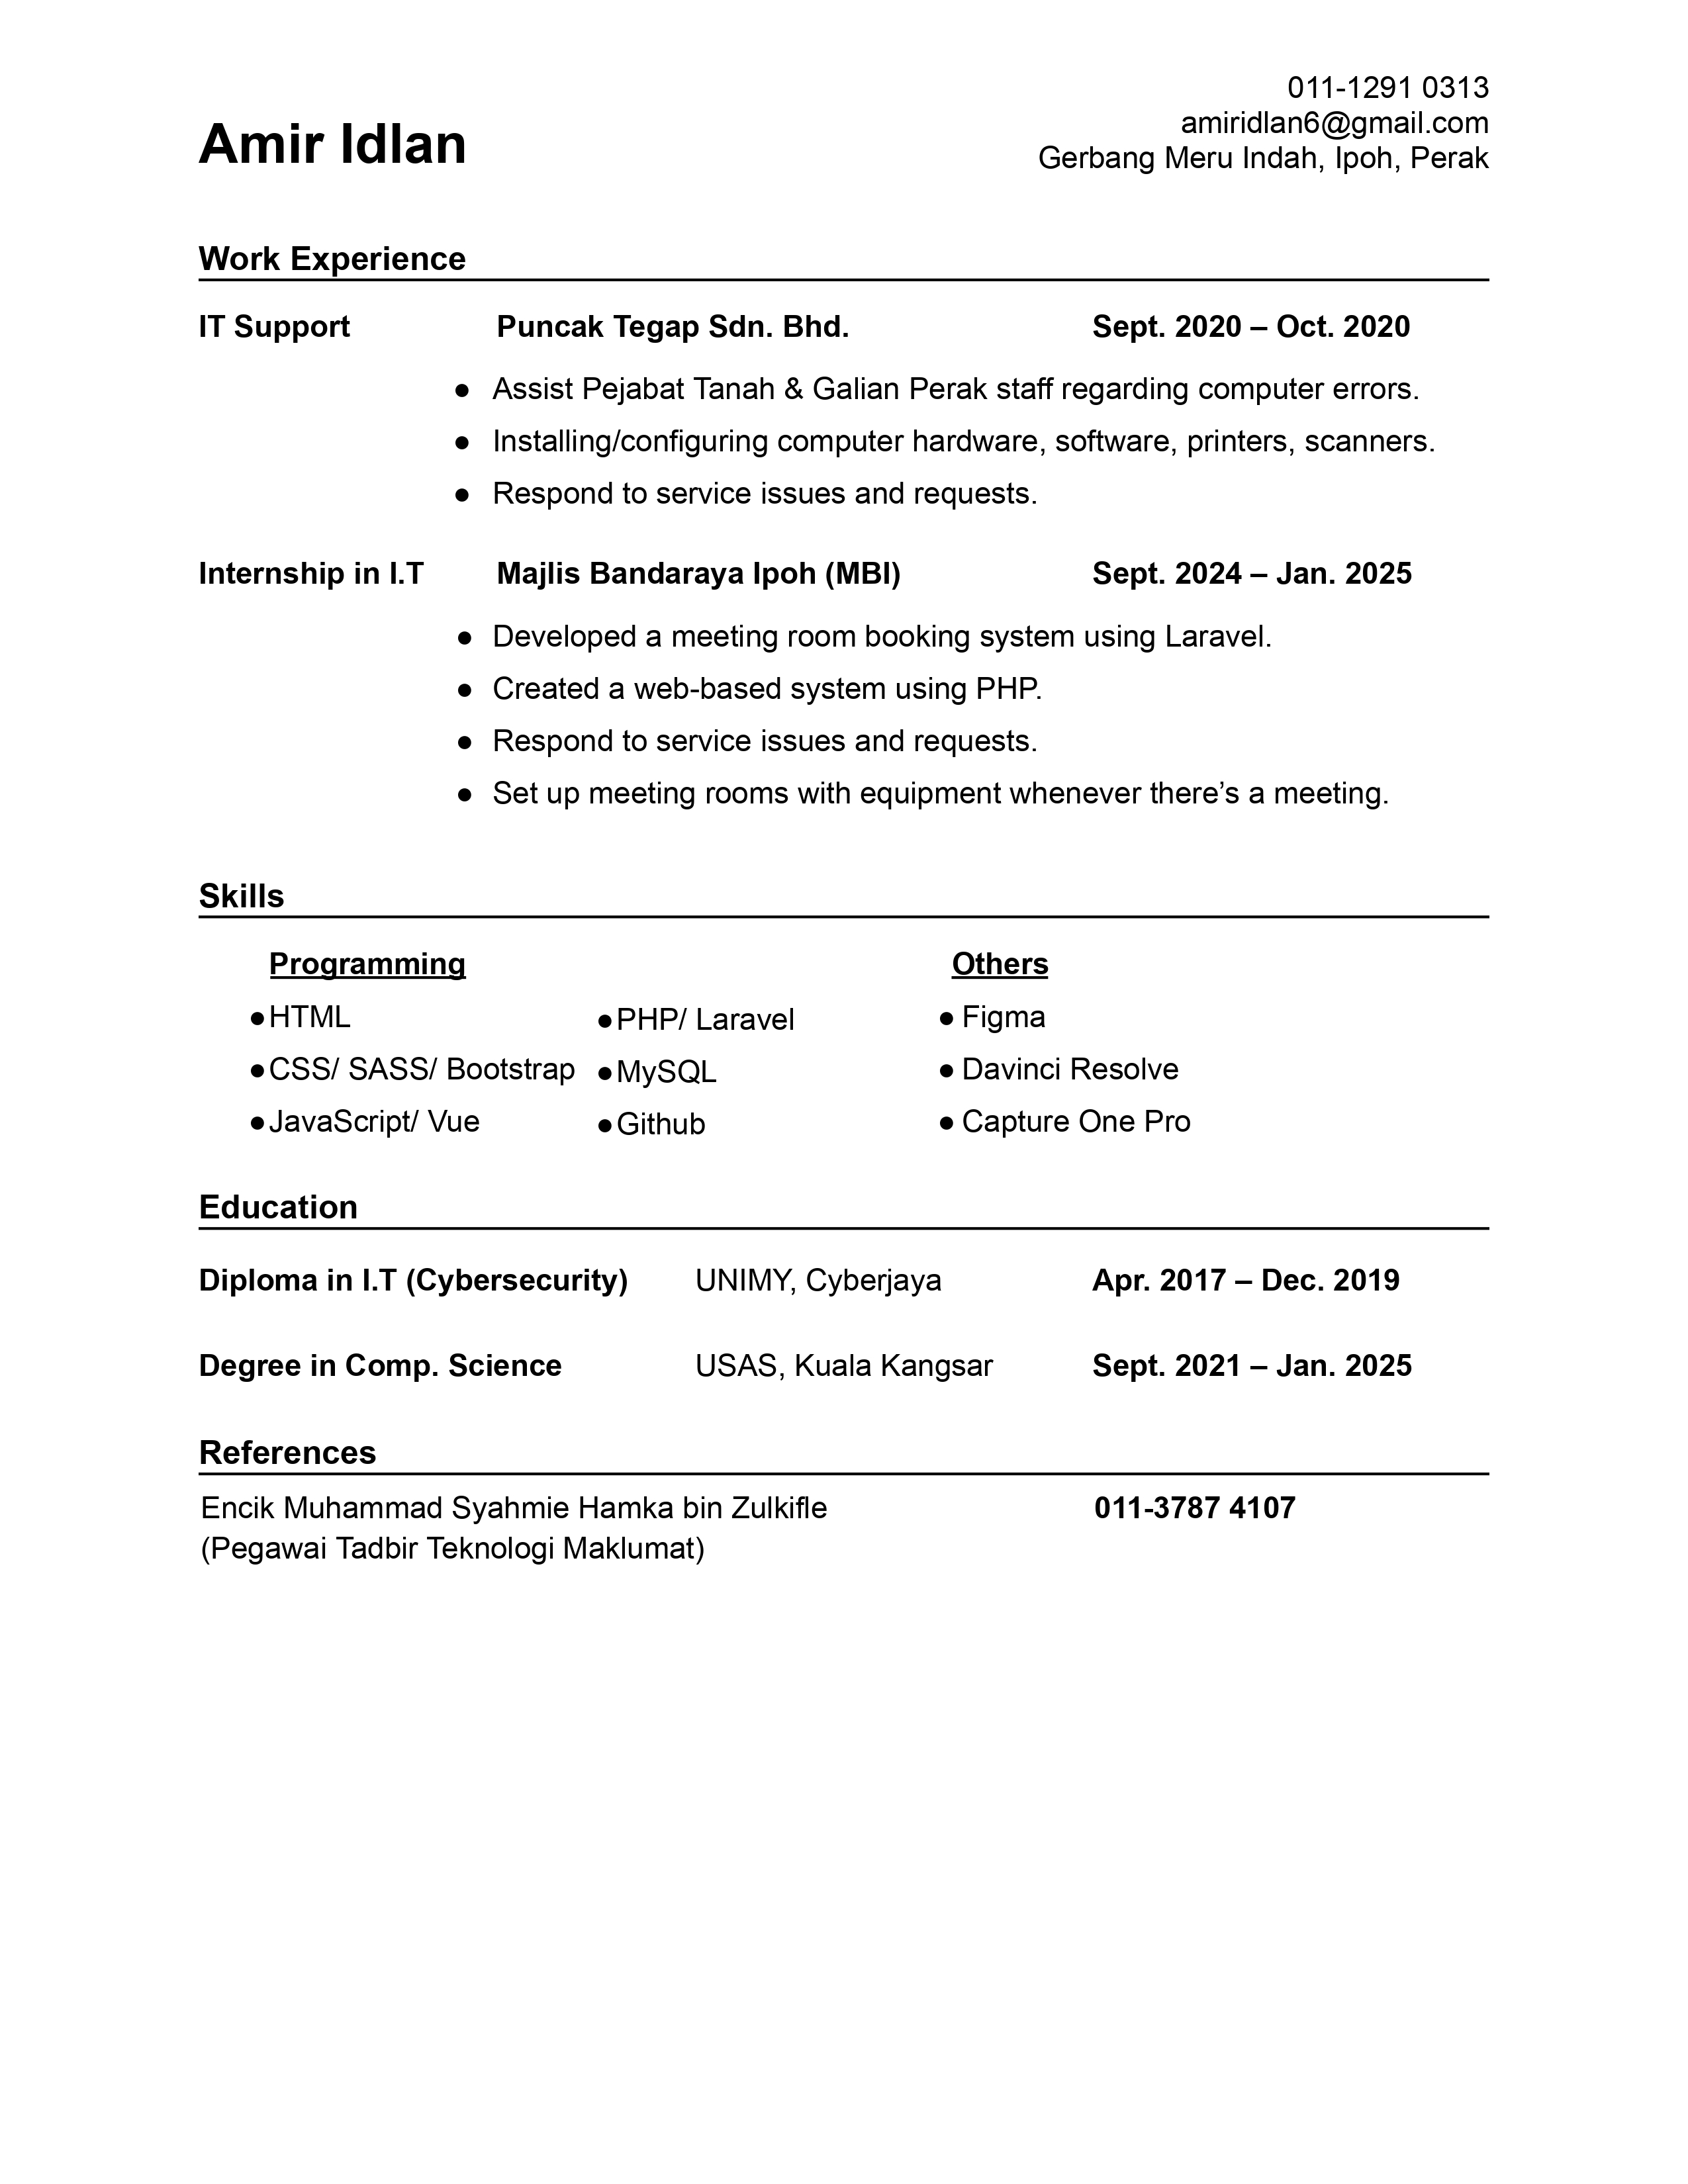 011-1291 0313
amiridlan6@gmail.com
Amir Idlan
Gerbang Meru Indah, Ipoh, Perak
Work Experience
IT Support Puncak Tegap Sdn. Bhd. Sept. 2020 – Oct. 2020
● Assist Pejabat Tanah & Galian Perak staff regarding computer errors.
● Installing/configuring computer hardware, software, printers, scanners.
● Respond to service issues and requests.
Internship in I.T Majlis Bandaraya Ipoh (MBI) Sept. 2024 – Jan. 2025
● Developed a meeting room booking system using Laravel.
● Created a web-based system using PHP.
● Respond to service issues and requests.
● Set up meeting rooms with equipment whenever there’s a meeting.
Skills
Programming Others
● HTML ● PHP/ Laravel ● Figma
● CSS/ SASS/ Bootstrap ● MySQL ● Davinci Resolve
● JavaScript/ Vue ● Github ● Capture One Pro
Education
Diploma in I.T (Cybersecurity) UNIMY, Cyberjaya Apr. 2017 – Dec. 2019
Degree in Comp. Science USAS, Kuala Kangsar Sept. 2021 – Jan. 2025
References
Encik Muhammad Syahmie Hamka bin Zulkifle 011-3787 4107
(Pegawai Tadbir Teknologi Maklumat)